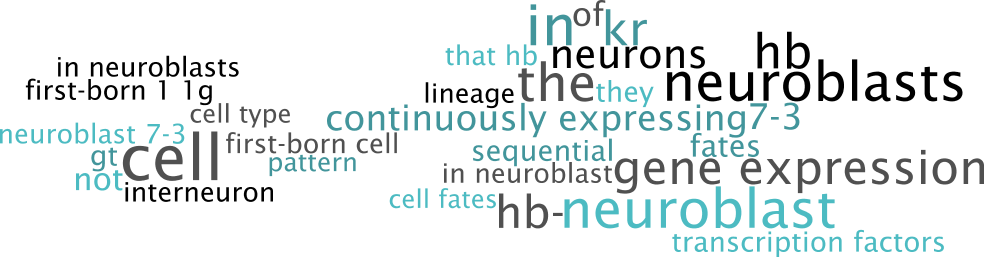 in of kr
that hb neurons hb
in neuroblasts the they neuroblasts
first-born 1 1g lineage
cell type continuously expressing 7-3
neuroblast 7-3 cell first-born cell sequential fates
gt pattern
not in neuroblast gene expression
interneuron cell fates hb- neuroblast
transcription factors